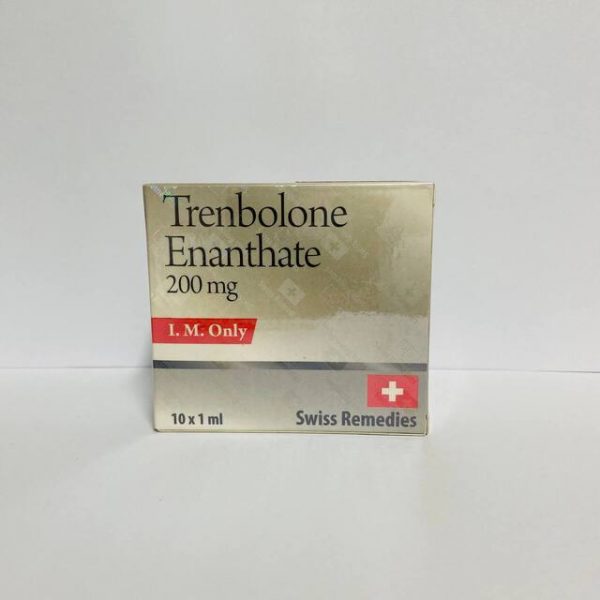 Trenbolone
Enanthate
200 mg
I. M. Only
10 x 1 ml
Swiss Remedies